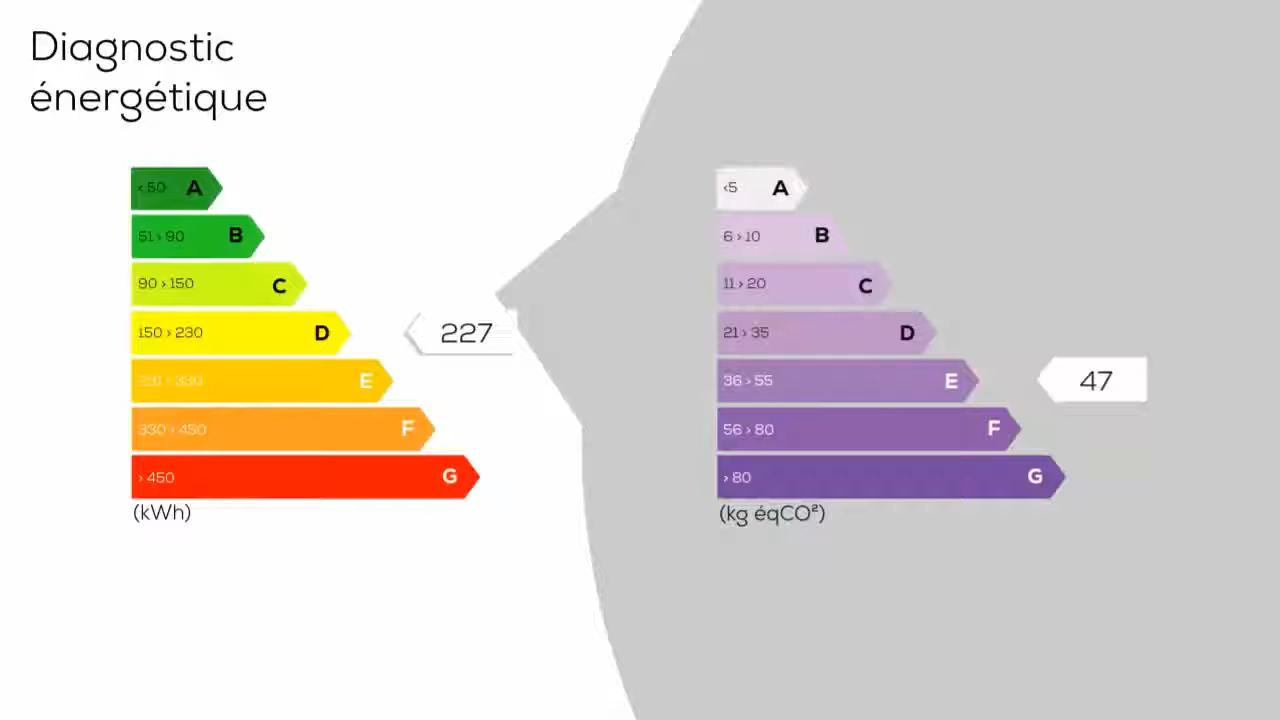 Diagnostic
énergétique
< 50 A
51 > 90 B
90 > 150 C
150 > 230 D
227
E
330 > 450 F
> 450 G
(kWh)
<5 A
6 > 10 B
11 > 20 C
21 > 35 D
36 > 55 E
47
56 > 80 F
> 80 G
(kg éqCO²)